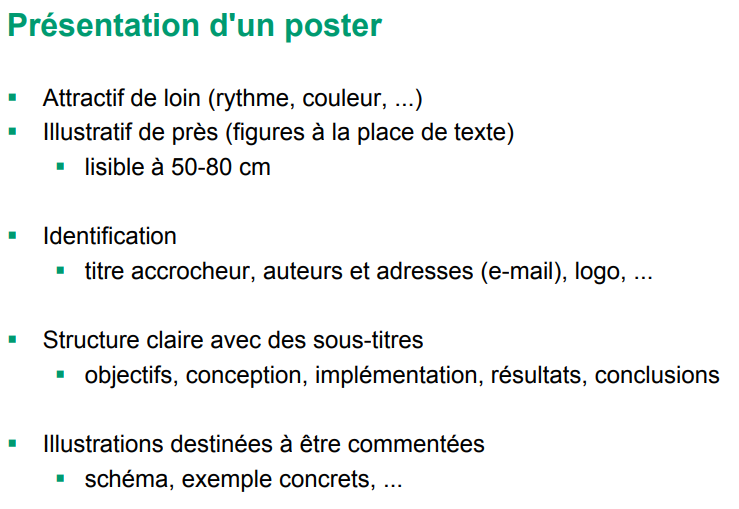 Présentation d'un poster
Attractif de loin (rythme, couleur, ...)
Illustratif de près (figures à la place de texte)
lisible à 50-80 cm
Identification
titre accrocheur, auteurs et adresses (e-mail), logo, ...
Structure claire avec des sous-titres
objectifs, conception, implémentation, résultats, conclusions
Illustrations destinées à être commentées
schéma, exemple concrets, ...